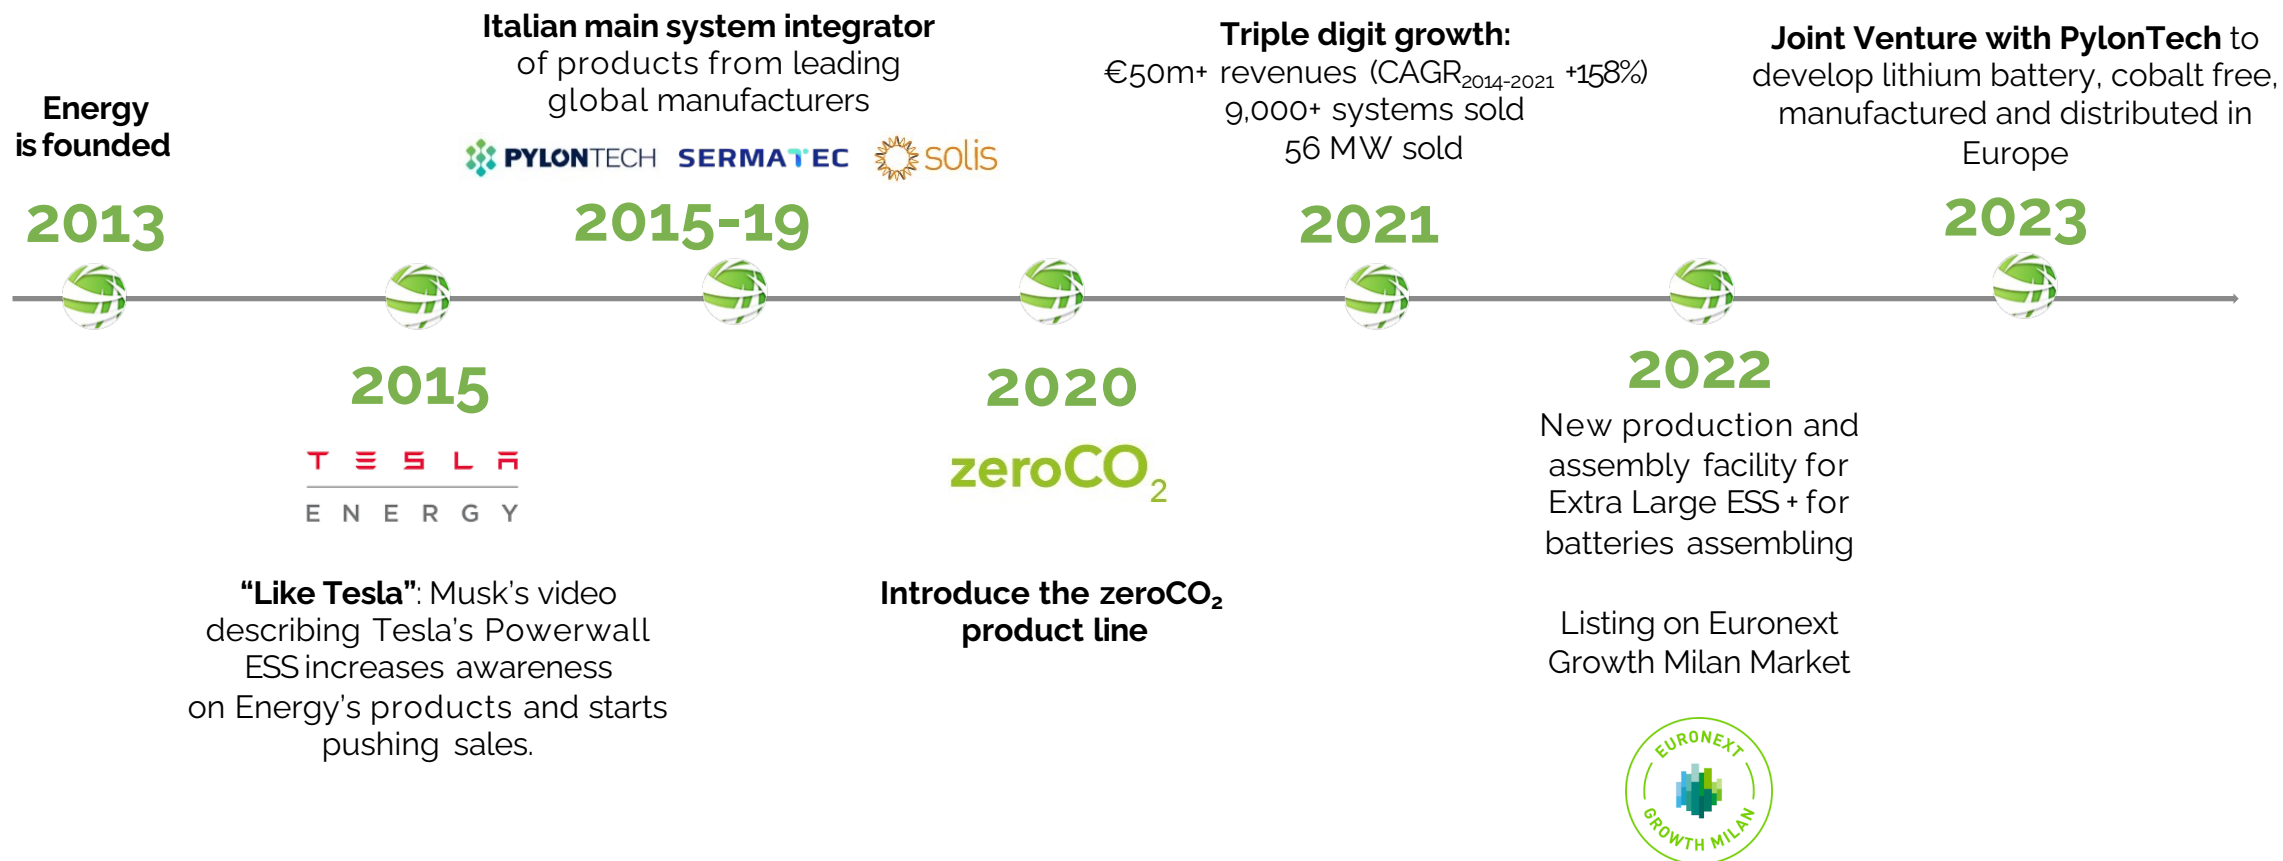 Energy
is founded
2013
2015
TESLA
ENERGY
“Like Tesla”: Musk’s video
describing Tesla’s Powerwall
ESS increases awareness
on Energy’s products and starts
pushing sales.
Italian main system integrator
of products from leading
global manufacturers
PYLONTECH SERMATEC solis
2015-19
2020
zeroCO₂
Introduce the zeroCO₂
product line
Triple digit growth:
€50m+ revenues (CAGR₂₀₁₄₋₂₀₂₁ +158%)
9,000+ systems sold
56 MW sold
2021
2022
New production and
assembly facility for
Extra Large ESS + for
batteries assembling
Listing on Euronext
Growth Milan Market
EURONEXT
GROWTH MILAN
Joint Venture with PylonTech to
develop lithium battery, cobalt free,
manufactured and distributed in
Europe
2023